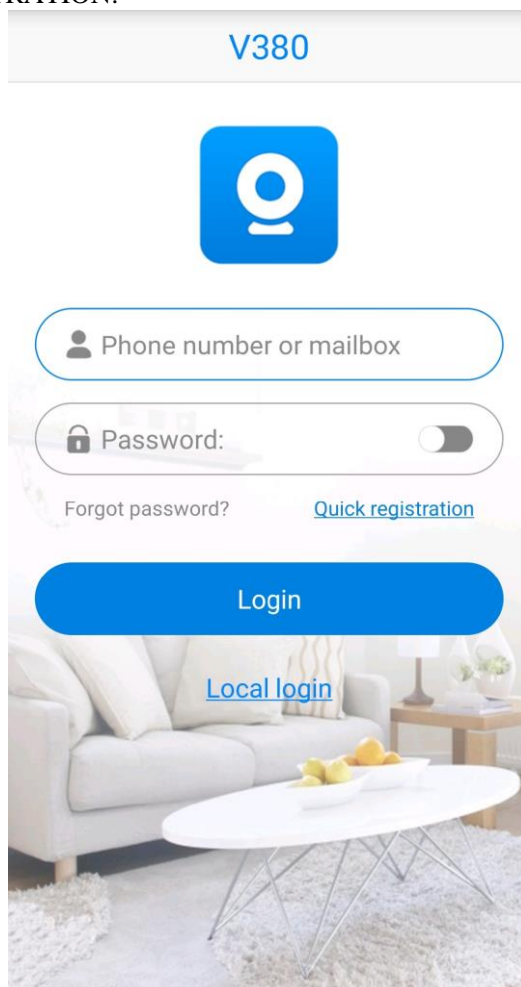 V380
Phone number or mailbox
Password:
Forgot password? Quick registration
Login
Local login